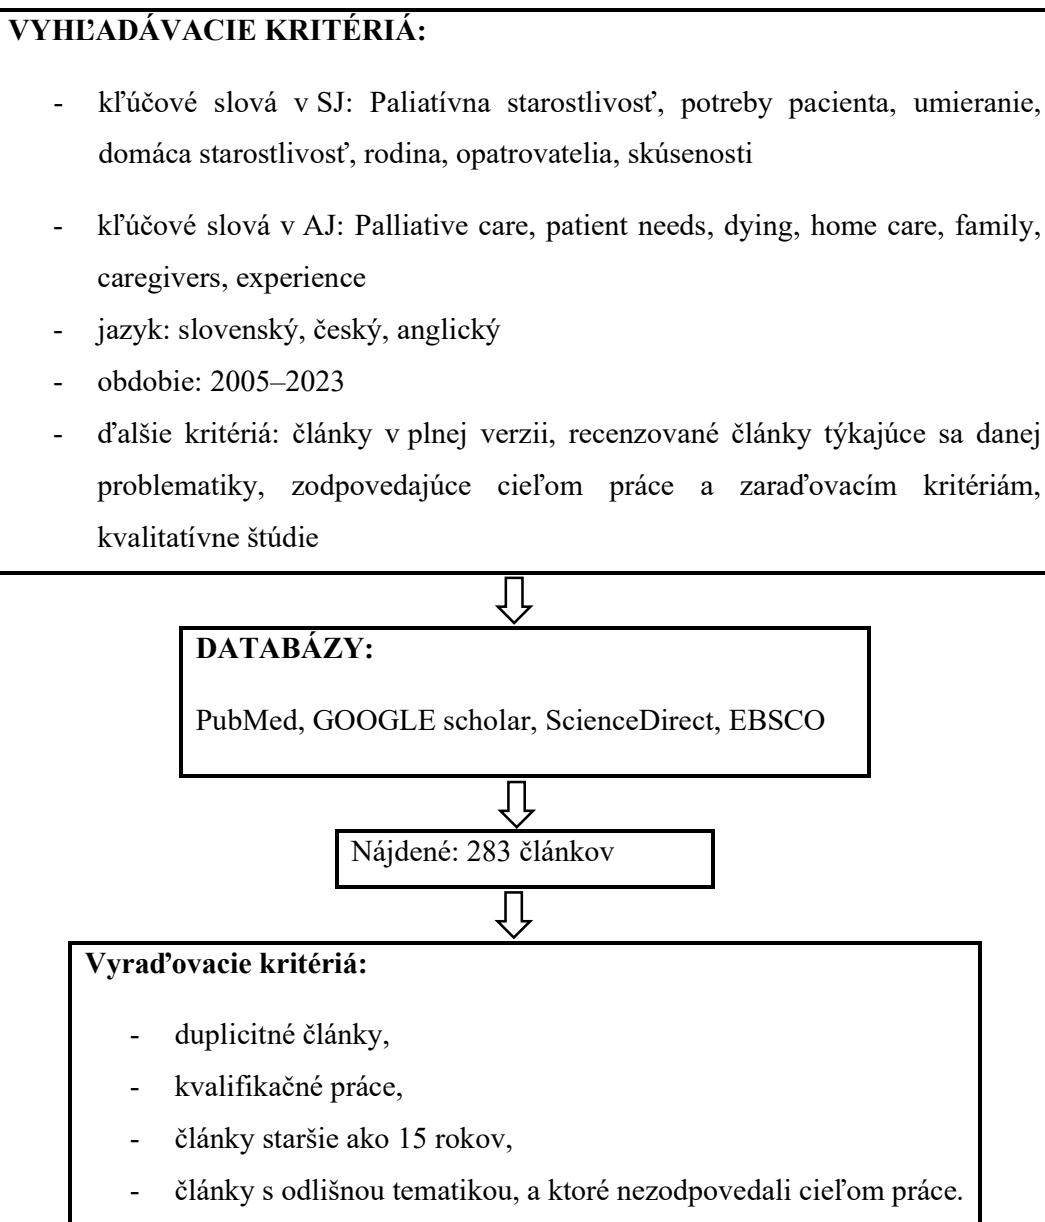 VYHĽADÁVACIE KRITÉRIÁ:
- kľúčové slová v SJ: Paliatívna starostlivosť, potreby pacienta, umieranie,
domáca starostlivosť, rodina, opatrovatelia, skúsenosti
- kľúčové slová v AJ: Palliative care, patient needs, dying, home care, family,
caregivers, experience
- jazyk: slovenský, český, anglický
- obdobie: 2005–2023
- ďalšie kritériá: články v plnej verzii, recenzované články týkajúce sa danej
problematiky, zodpovedajúce cieľom práce a zaraďovacím kritériám,
kvalitatívne štúdie
DATABÁZY:
PubMed, GOOGLE scholar, ScienceDirect, EBSCO
Nájdené: 283 článkov
Vyraďovacie kritériá:
- duplicitné články,
- kvalifikačné práce,
- články staršie ako 15 rokov,
- články s odlišnou tematikou, a ktoré nezodpovedali cieľom práce.